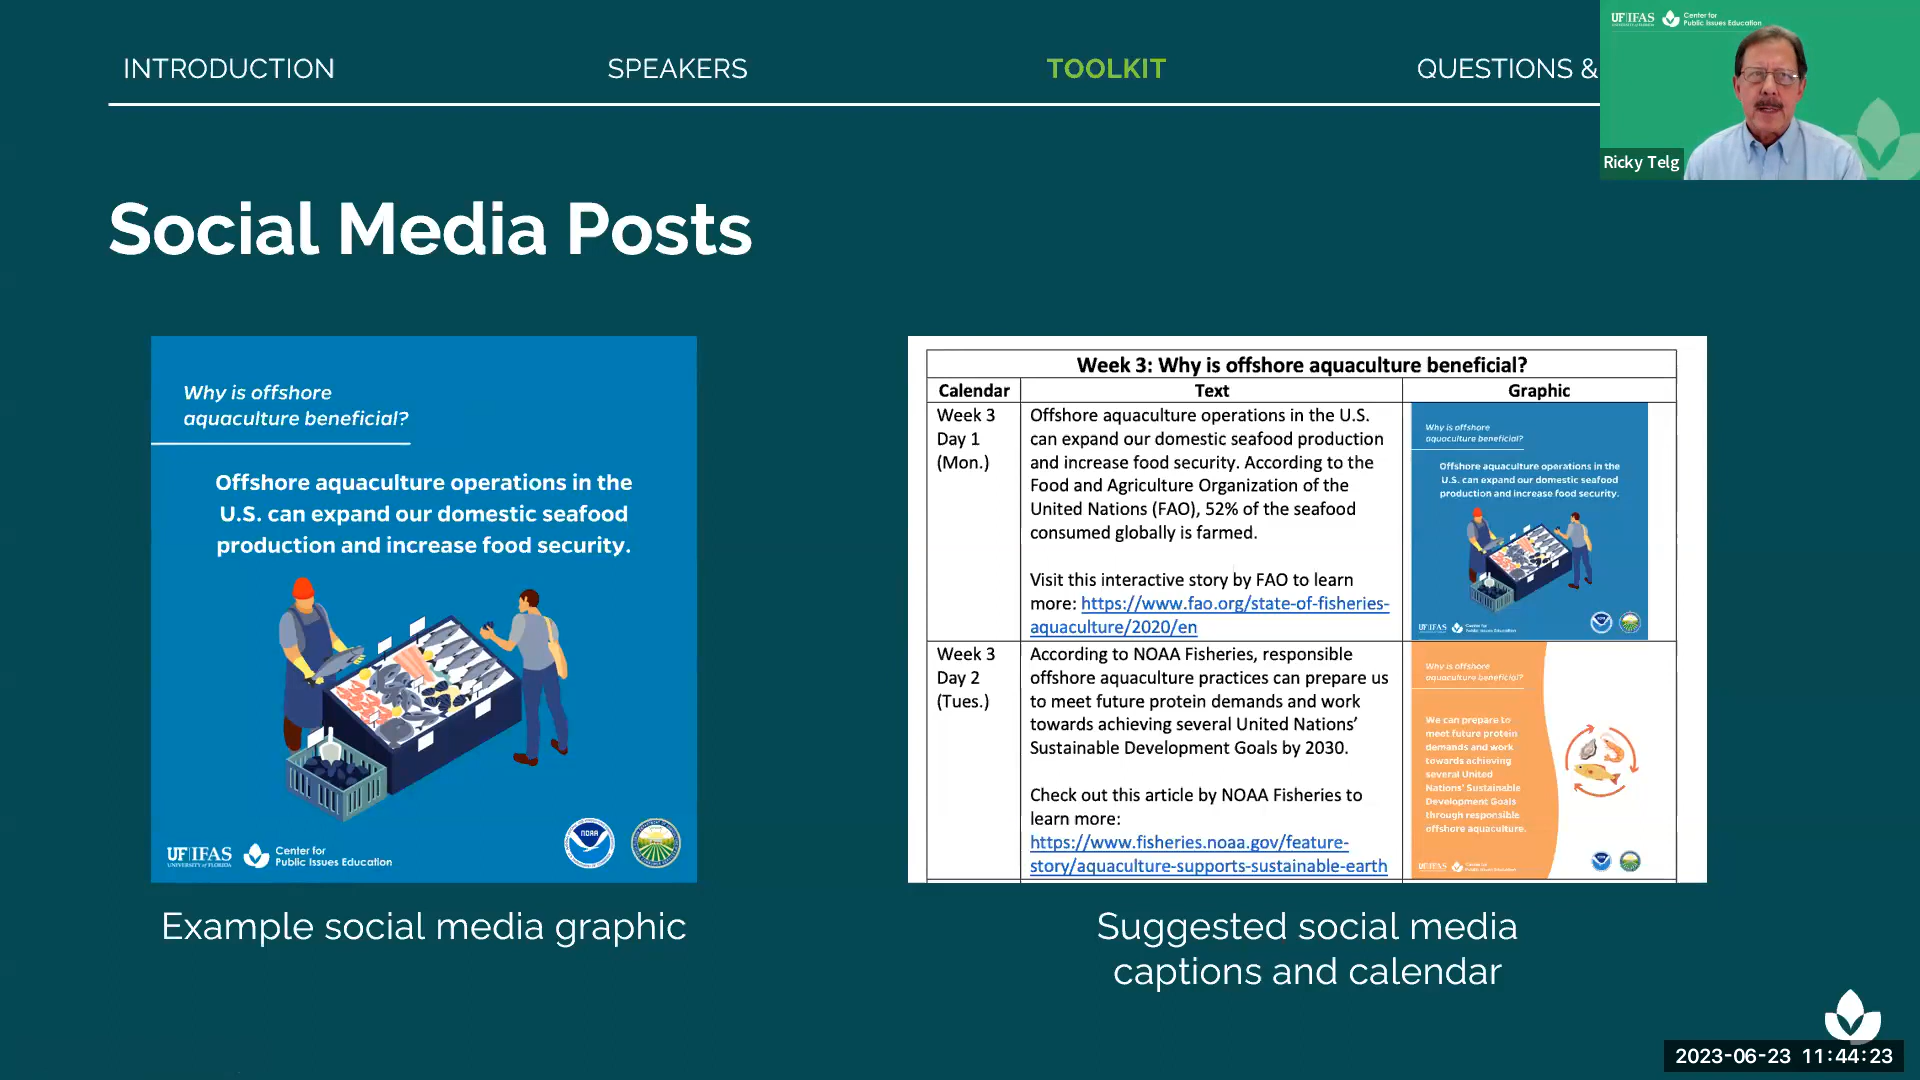 INTRODUCTION
SPEAKERS
TOOLKIT
QUESTIONS &
UF|IFAS
UNIVERSITY of FLORIDA
Center for
Public Issues Education
Ricky Telg
Social Media Posts
Why is offshore
aquaculture beneficial?
Offshore aquaculture operations in the
U.S. can expand our domestic seafood
production and increase food security.
UF|IFAS
UNIVERSITY of FLORIDA
Center for
Public Issues Education
NOAA
Example social media graphic
Week 3: Why is offshore aquaculture beneficial?
Calendar
Text
Graphic
Week 3
Day 1
(Mon.)
Offshore aquaculture operations in the U.S.
can expand our domestic seafood production
and increase food security. According to the
Food and Agriculture Organization of the
United Nations (FAO), 52% of the seafood
consumed globally is farmed.
Visit this interactive story by FAO to learn
more: https://www.fao.org/state-of-fisheries-
aquaculture/2020/en
Why is offshore
aquaculture beneficial?
Offshore aquaculture operations in the
U.S. can expand our domestic seafood
production and increase food security.
UF|IFAS
Center for
Public Issues Education
Week 3
Day 2
(Tues.)
According to NOAA Fisheries, responsible
offshore aquaculture practices can prepare us
to meet future protein demands and work
towards achieving several United Nations’
Sustainable Development Goals by 2030.
Check out this article by NOAA Fisheries to
learn more:
https://www.fisheries.noaa.gov/feature-
story/aquaculture-supports-sustainable-earth
Why is offshore
aquaculture beneficial?
We can prepare to
meet future protein
demands and work
towards achieving
several United
Nations' Sustainable
Development Goals
through responsible
offshore aquaculture.
UF|IFAS
Center for
Public Issues Education
Suggested social media
captions and calendar
2023-06-23 11:44:23